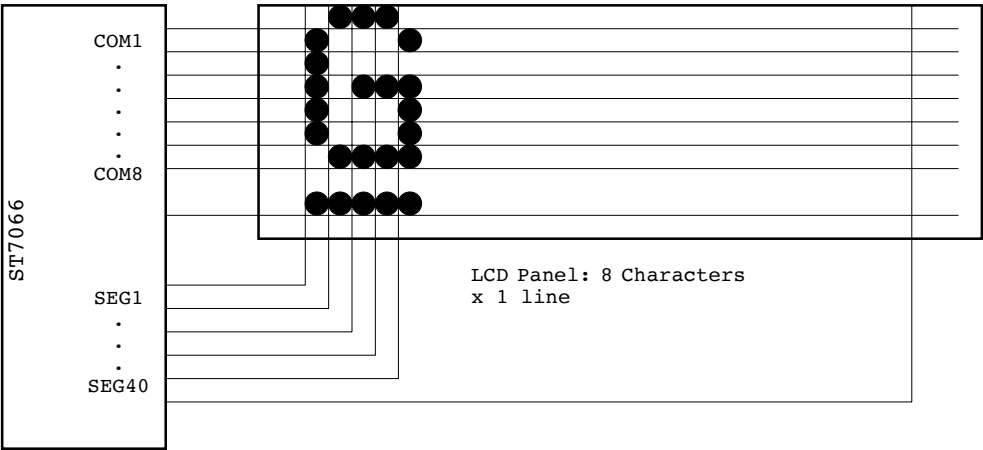 COM1
.
.
.
.
.
COM8
ST7066
SEG1
.
.
.
SEG40
G
LCD Panel: 8 Characters
x 1 line